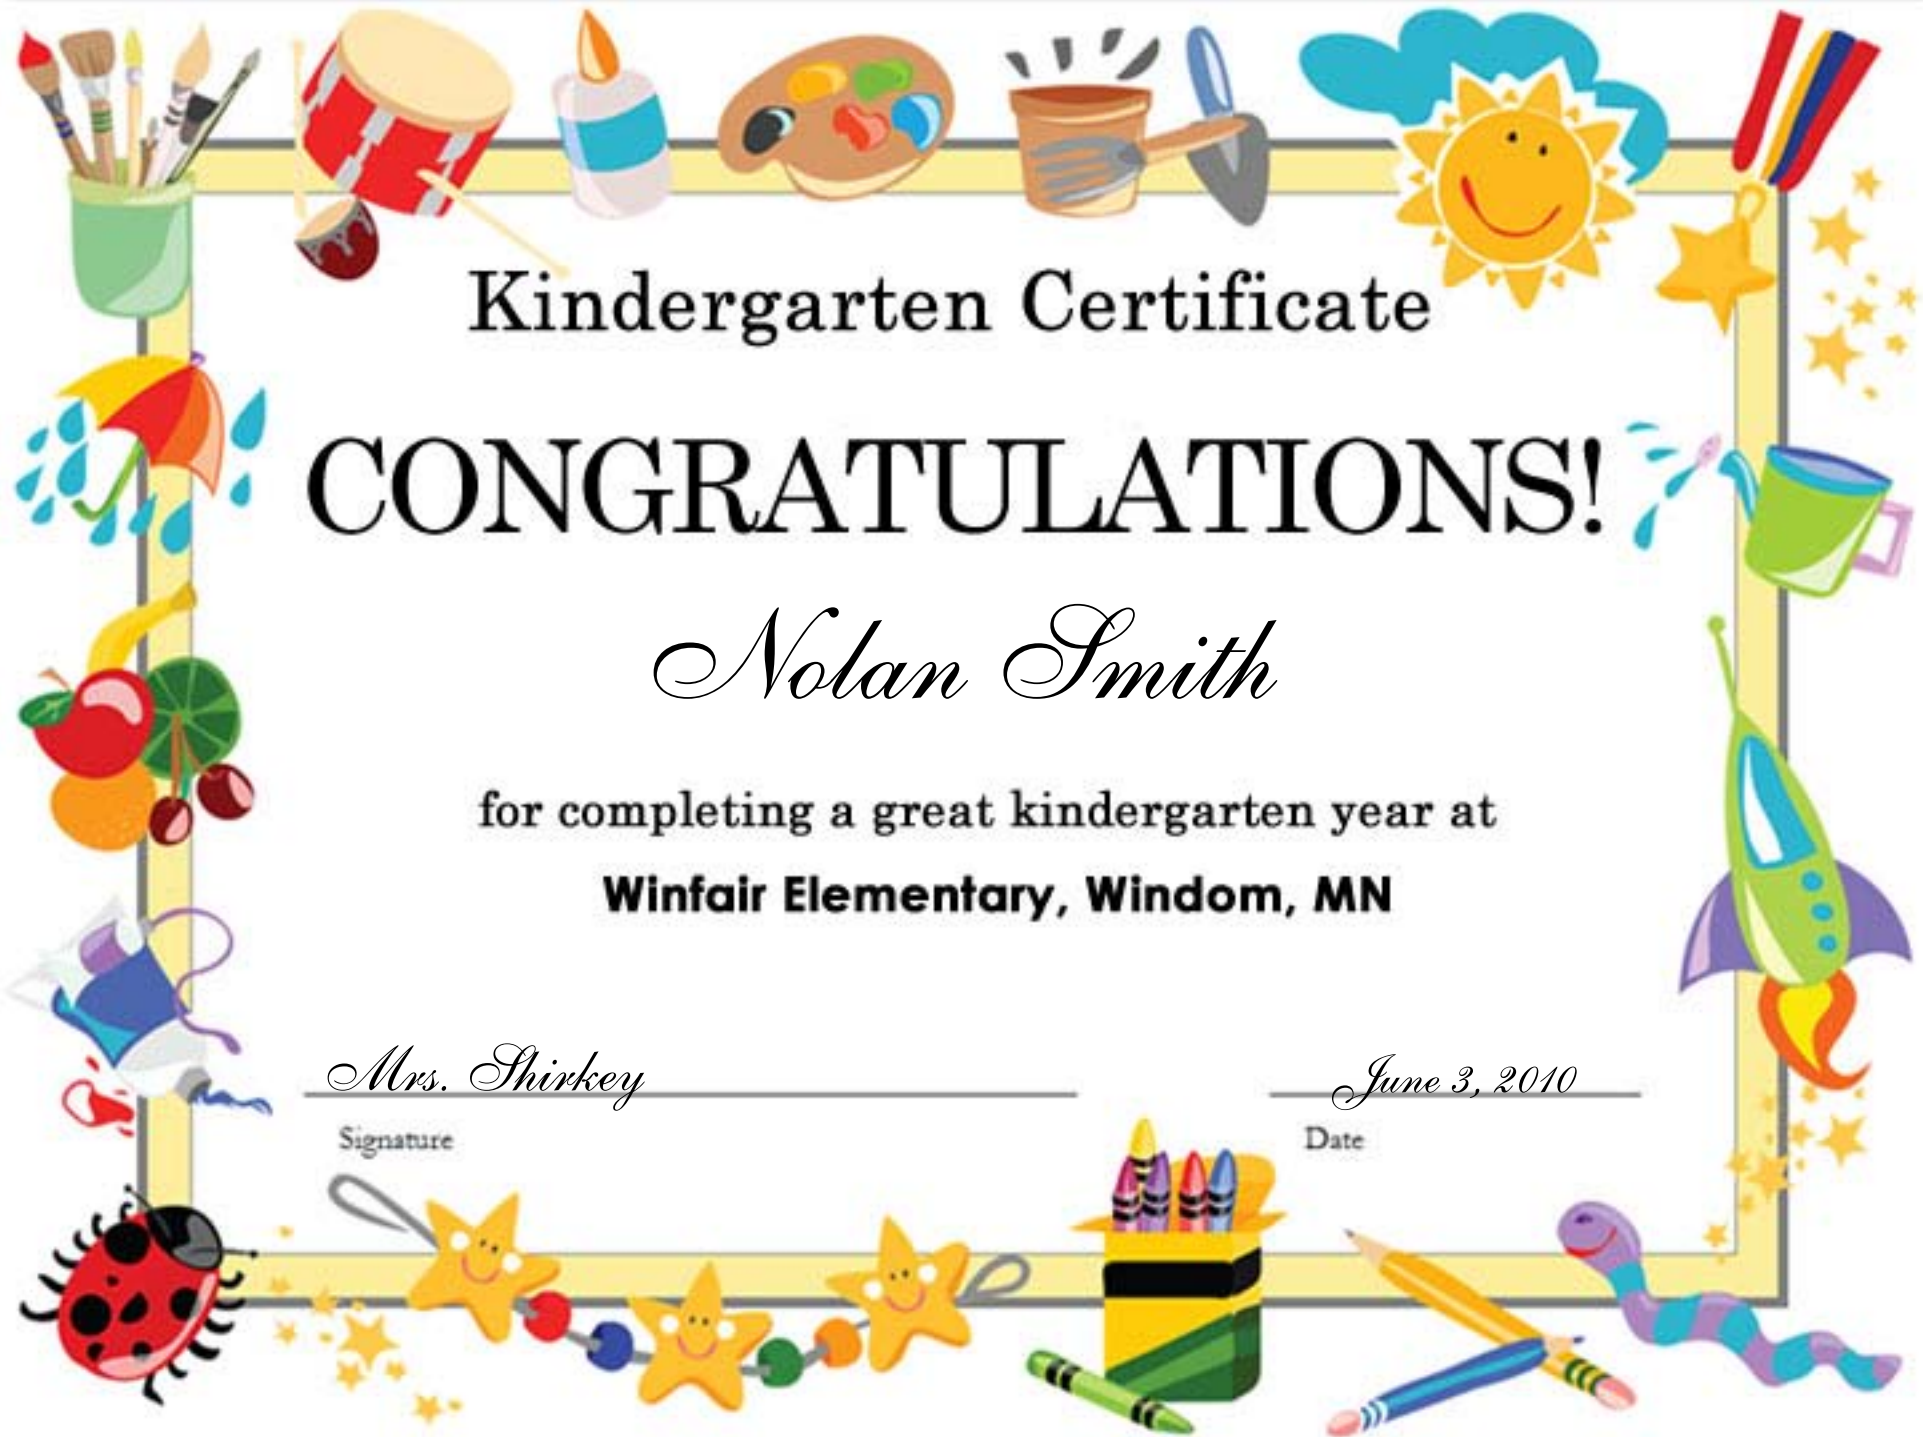 Kindergarten Certificate
CONGRATULATIONS!
Nolan Smith
for completing a great kindergarten year at
Winfair Elementary, Windom, MN
Mrs. Shirkey
June 3, 2010
Signature
Date